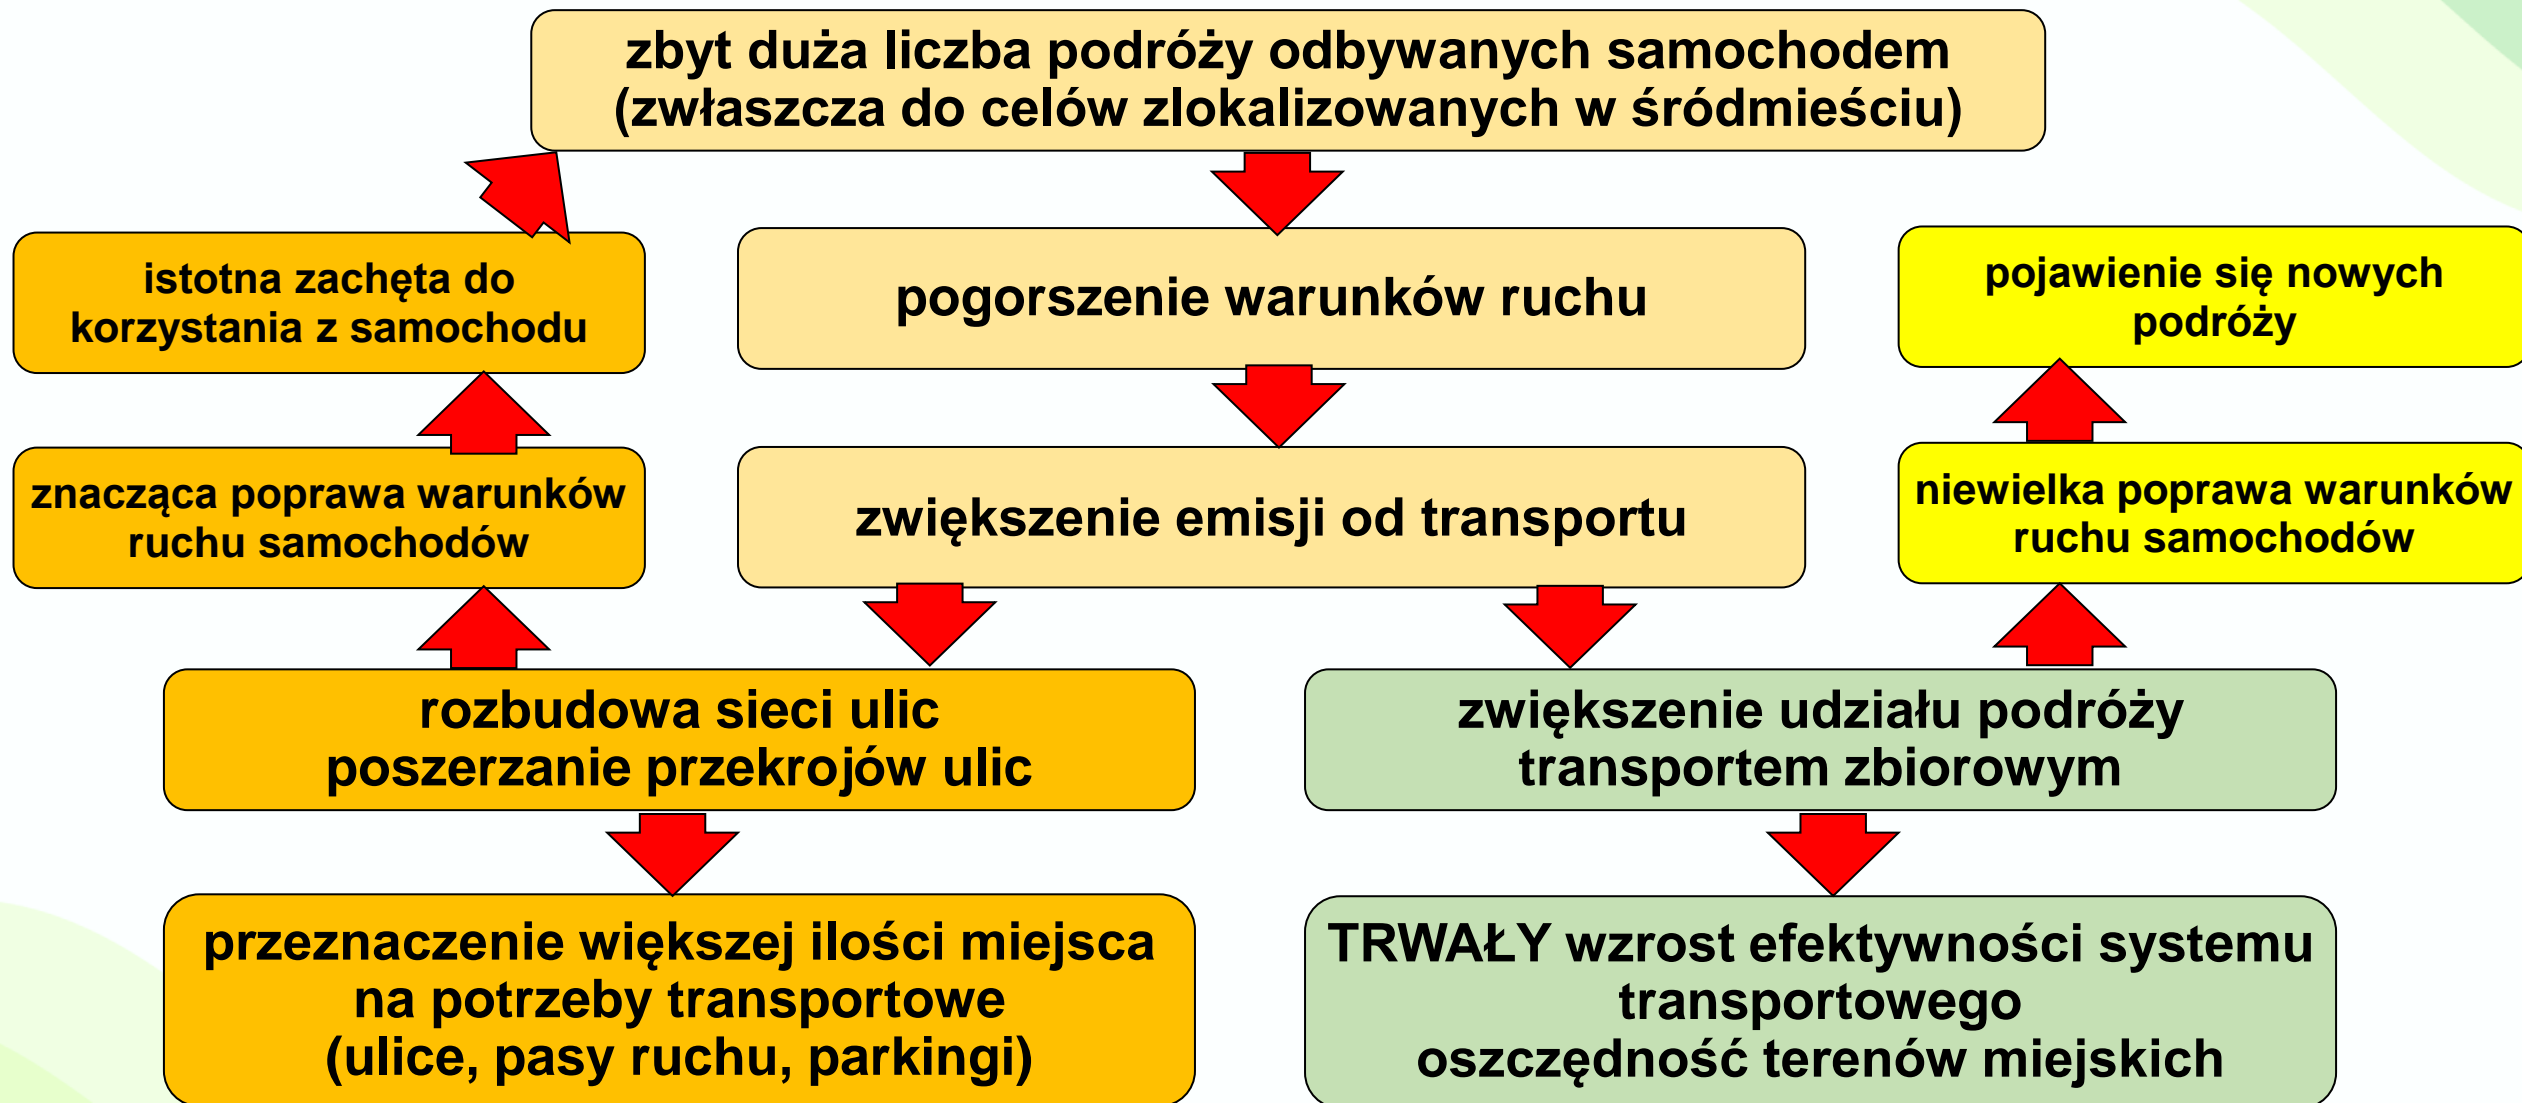 zbyt duża liczba podróży odbywanych samochodem
(zwłaszcza do celów zlokalizowanych w śródmieściu)
istotna zachęta do
korzystania z samochodu
pogorszenie warunków ruchu
pojawienie się nowych
podróży
znacząca poprawa warunków
ruchu samochodów
zwiększenie emisji od transportu
niewielka poprawa warunków
ruchu samochodów
rozbudowa sieci ulic
poszerzanie przekrojów ulic
zwiększenie udziału podróży
transportem zbiorowym
przeznaczenie większej ilości miejsca
na potrzeby transportowe
(ulice, pasy ruchu, parkingi)
TRWAŁY wzrost efektywności systemu
transportowego
oszczędność terenów miejskich